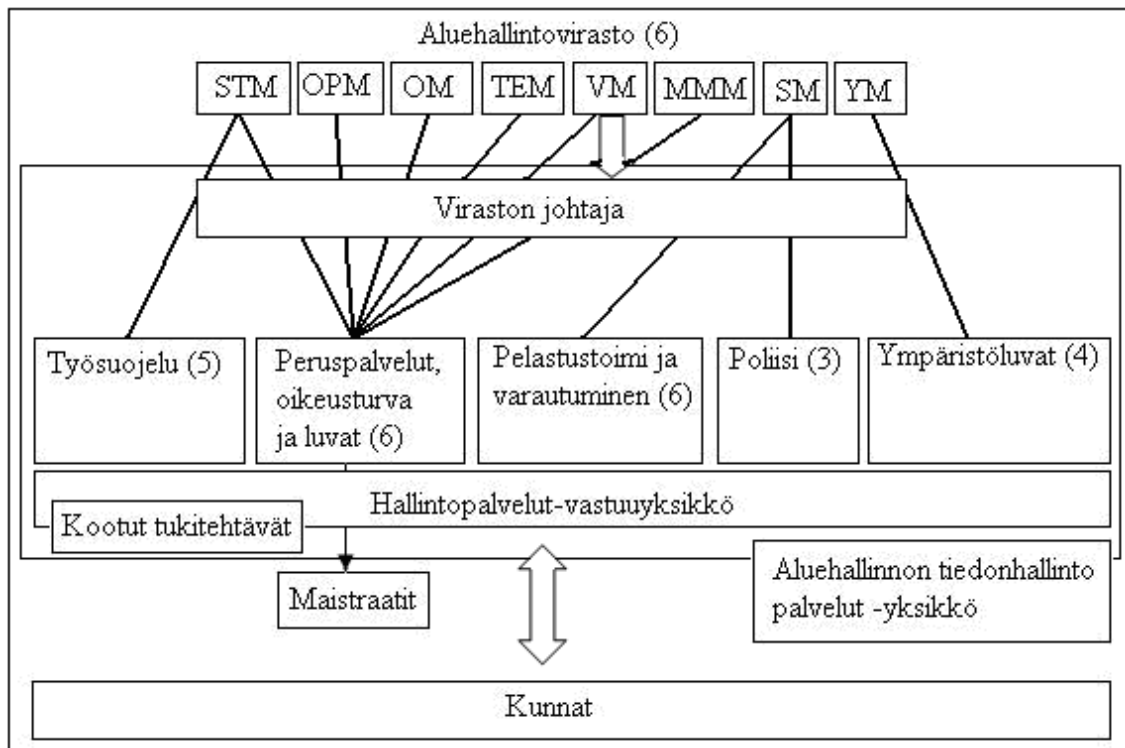 Aluehallintovirasto (6)
STM OPM OM TEM VM MMM SM YM
Viraston johtaja
Työsuojelu (5)
Peruspalvelut,
oikeusturva
ja luvat (6)
Pelastustoimi ja
varautuminen (6)
Poliisi (3)
Ympäristöluvat (4)
Hallintopalvelut-vastuuyksikkö
Kootut tukitehtävät
Maistraatit
Aluehallinnon tiedonhallinto
palvelut -yksikkö
Kunnat